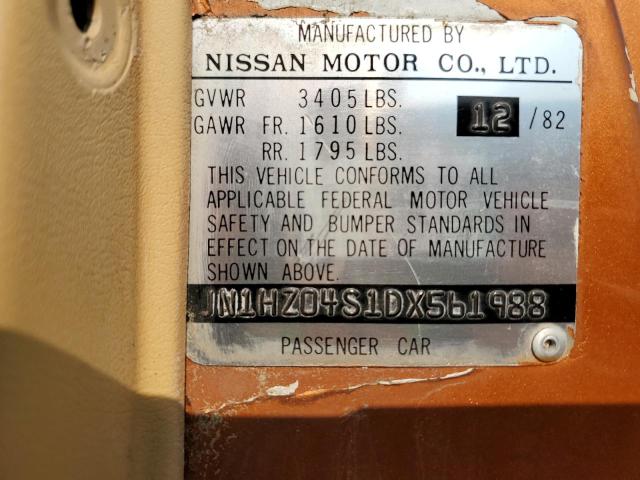 MANUFACTURED BY
NISSAN MOTOR CO., LTD.
GVWR 3405 LBS.
GAWR FR. 1610 LBS. 12/82
RR. 1795 LBS.
THIS VEHICLE CONFORMS TO ALL
APPLICABLE FEDERAL MOTOR VEHICLE
SAFETY AND BUMPER STANDARDS IN
EFFECT ON THE DATE OF MANUFACTURE
SHOWN ABOVE.
JN1HZ04S1DX561988
PASSENGER CAR